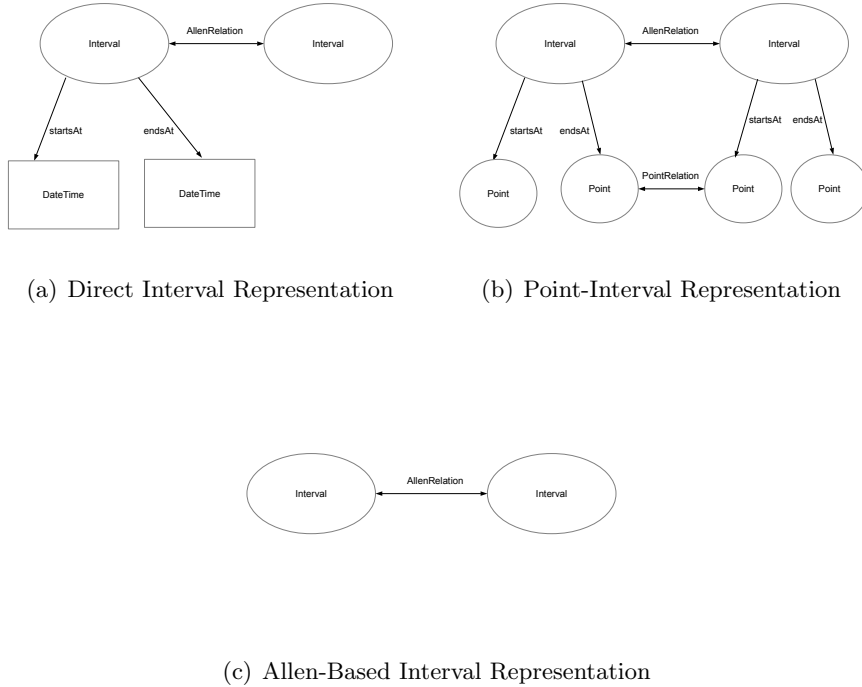 Interval
AllenRelation
Interval
startsAt
endsAt
DateTime
DateTime
(a) Direct Interval Representation
Interval
AllenRelation
Interval
startsAt
endsAt
startsAt
endsAt
Point
Point
PointRelation
Point
Point
(b) Point-Interval Representation
Interval
AllenRelation
Interval
(c) Allen-Based Interval Representation